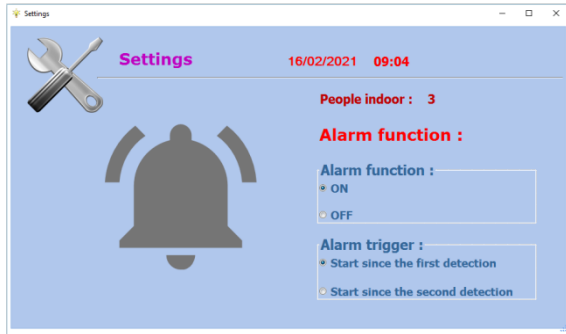 Settings
Settings
16/02/2021 09:04
People indoor : 3
Alarm function :
Alarm function :
ON
OFF
Alarm trigger :
Start since the first detection
Start since the second detection